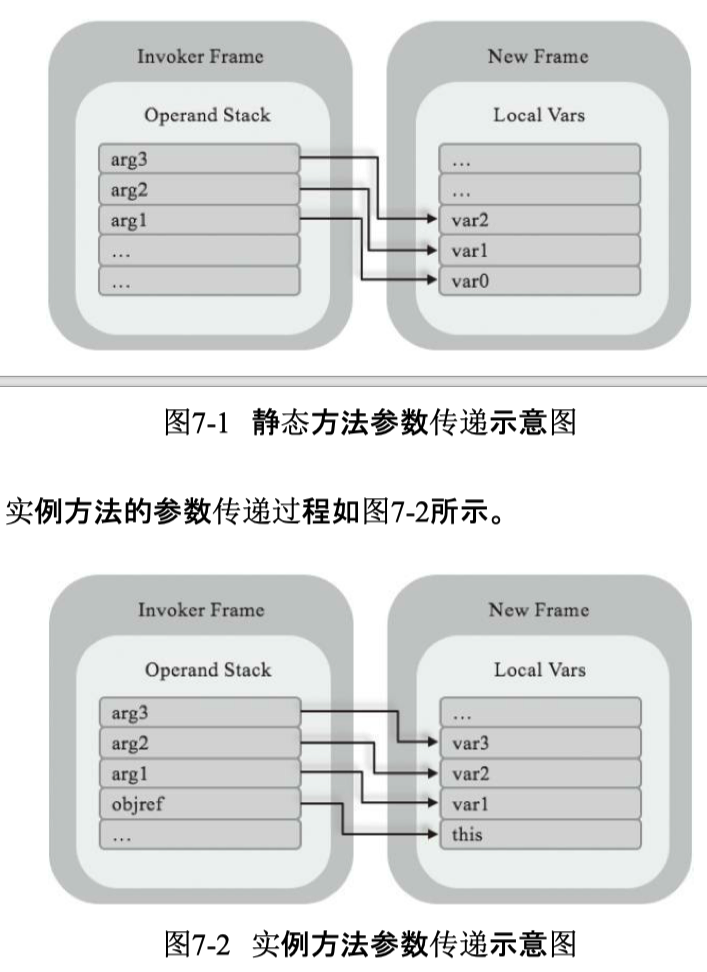 Invoker Frame New Frame
Operand Stack Local Vars
arg3 ...
arg2 ...
arg1 var2
... var1
... var0
图7-1 静态方法参数传递示意图
实例方法的参数传递过程如图7-2所示。
Invoker Frame New Frame
Operand Stack Local Vars
arg3 ...
arg2 var3
arg1 var2
objref var1
... this
图7-2 实例方法参数传递示意图